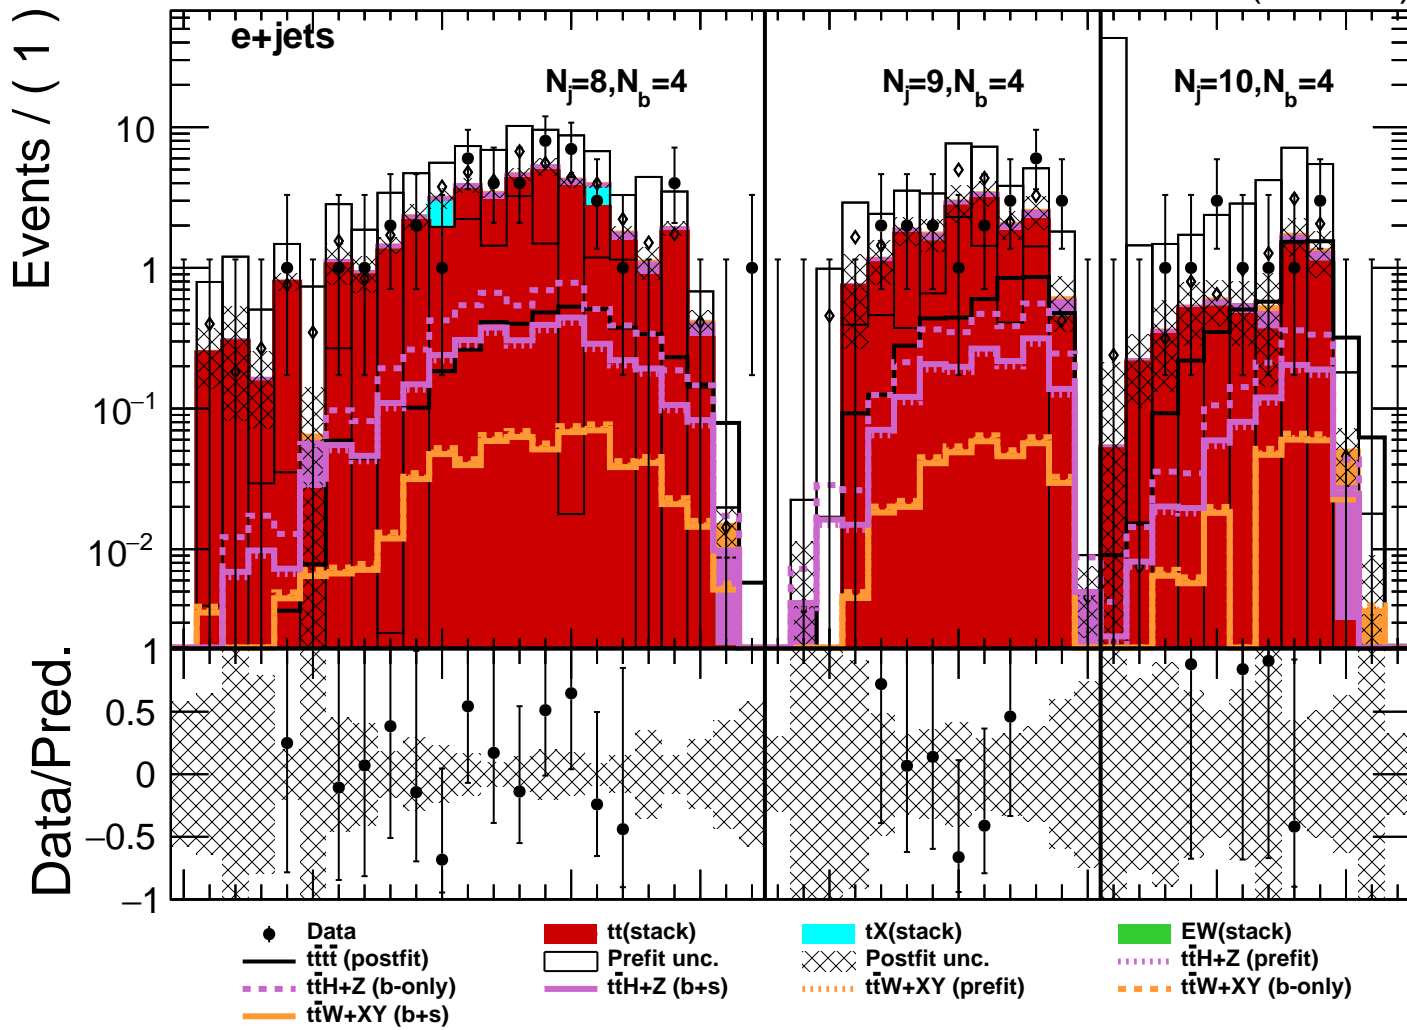 e+jets
N_j=8,N_b=4
N_j=9,N_b=4
N_j=10,N_b=4
Events / ( 1 )
10
1
10⁻¹
10⁻²
1
0.5
0
−0.5
−1
Data/Pred.
Data
tt(stack)
tX(stack)
EW(stack)
tt̄tt̄ (postfit)
Prefit unc.
Postfit unc.
tt̄H+Z (prefit)
tt̄H+Z (b-only)
tt̄H+Z (b+s)
tt̄W+XY (prefit)
tt̄W+XY (b-only)
tt̄W+XY (b+s)